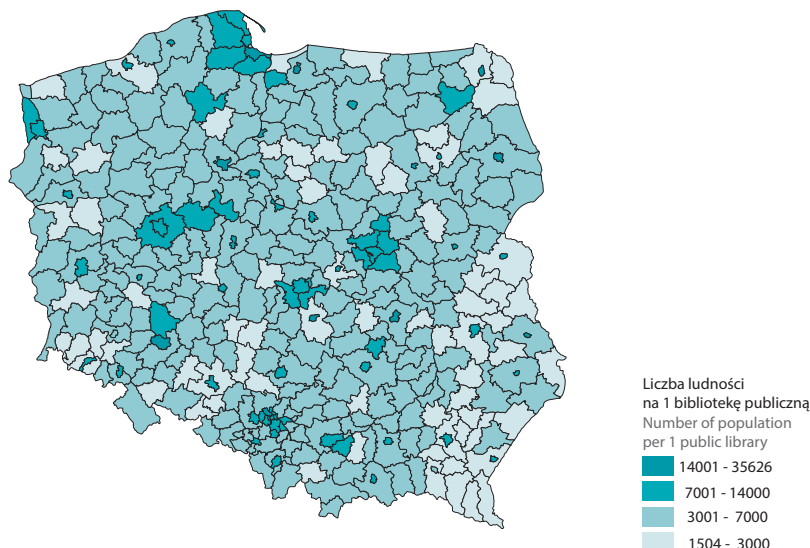 Liczba ludności
na 1 bibliotekę publiczną
Number of population
per 1 public library
14001 - 35626
7001 - 14000
3001 - 7000
1504 - 3000